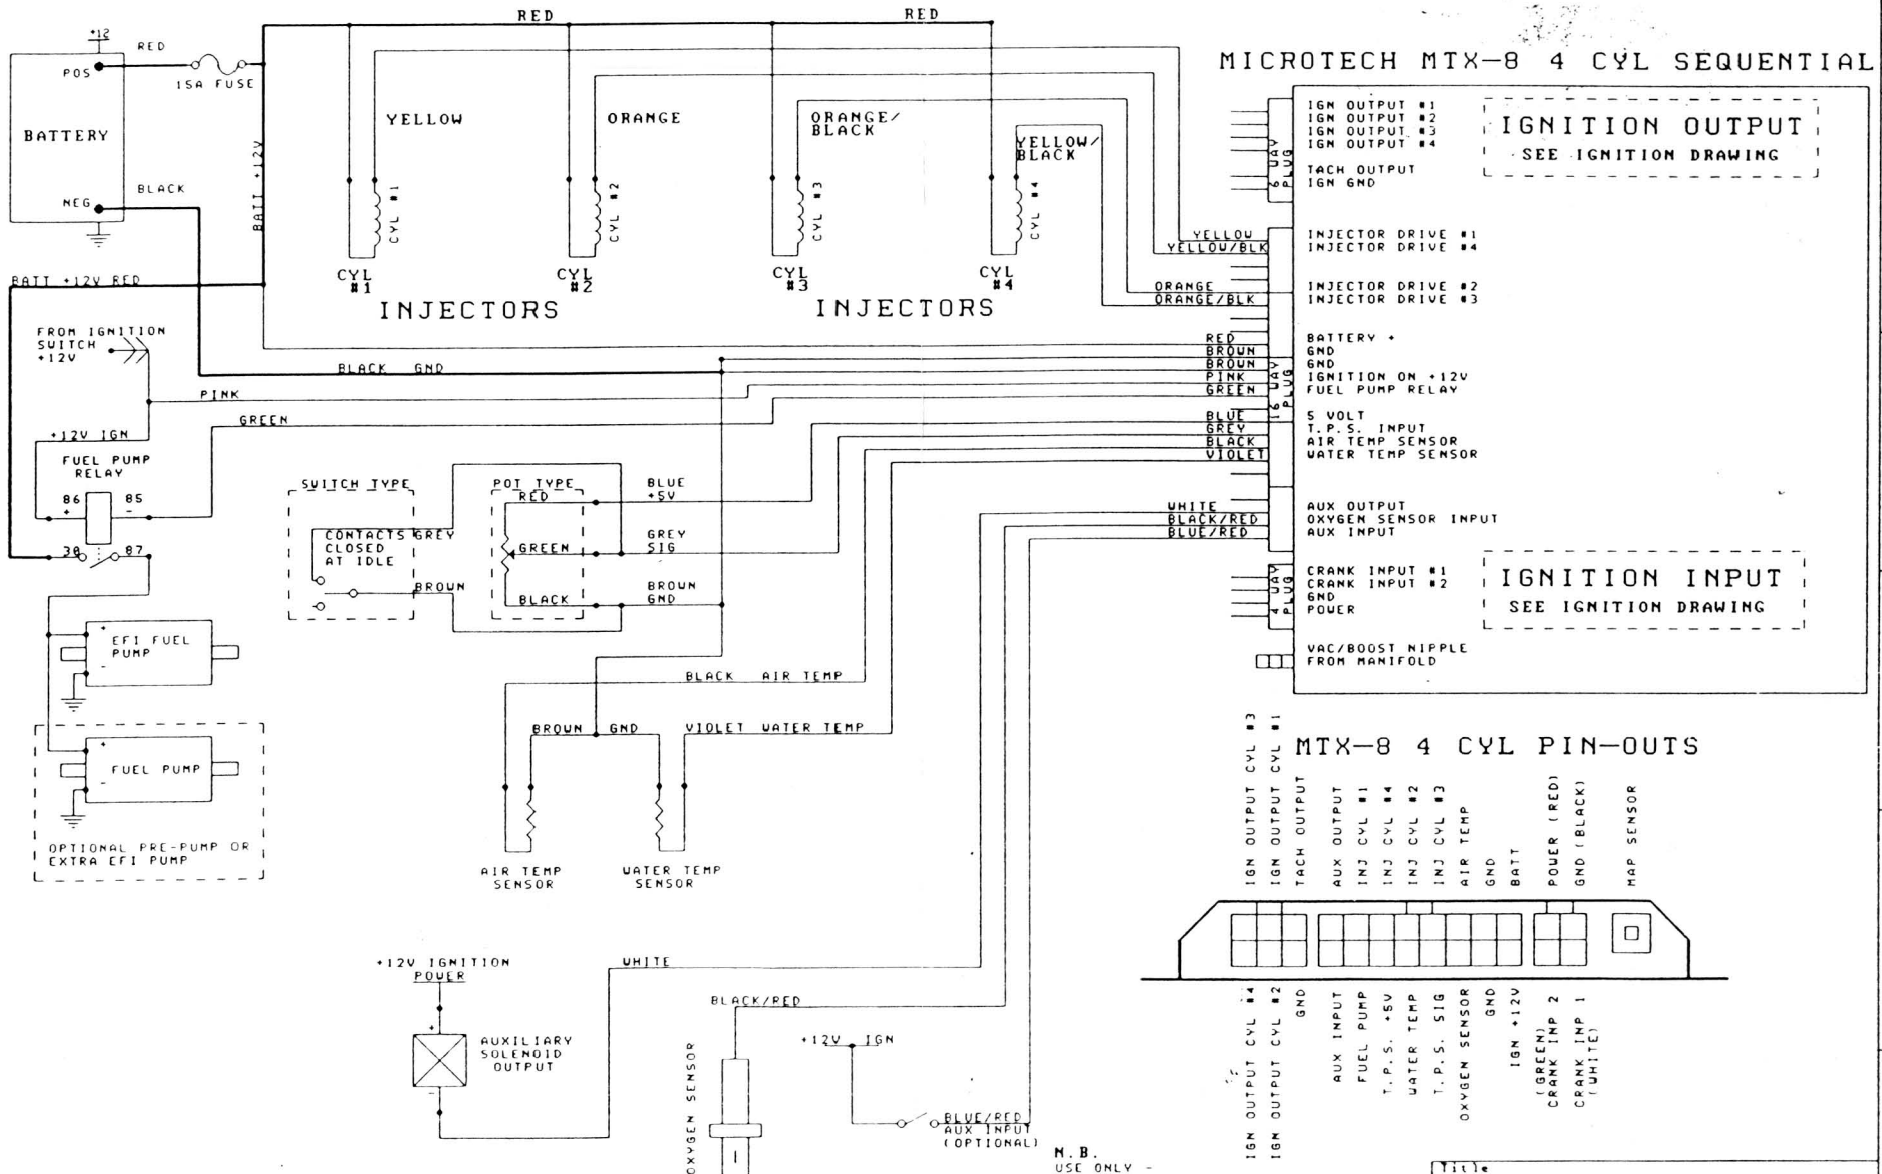 RED
RED
+12
RED
POS
15A FUSE
BATTERY
BLACK
NEG
BATT +12V
YELLOW
ORANGE
ORANGE/
BLACK
YELLOW/
BLACK
CYL #1
CYL #2
CYL #3
CYL #4
CYL
#1
CYL
#2
CYL
#3
CYL
#4
INJECTORS
INJECTORS
BATT +12V RED
FROM IGNITION
SWITCH
+12V
BLACK GND
PINK
GREEN
+12V IGN
FUEL PUMP
RELAY
86
+
85
-
30
87
SWITCH TYPE
CONTACTS
CLOSED
AT IDLE
GREY
BROWN
POT TYPE
RED
GREEN
BLACK
BLUE
+5V
GREY
SIG
BROWN
GND
+
EFI FUEL
PUMP
-
+
FUEL PUMP
-
OPTIONAL PRE-PUMP OR
EXTRA EFI PUMP
BLACK AIR TEMP
BROWN GND
VIOLET WATER TEMP
AIR TEMP
SENSOR
WATER TEMP
SENSOR
+12V IGNITION
POWER
WHITE
+
AUXILIARY
SOLENOID
OUTPUT
-
BLACK/RED
OXYGEN SENSOR
+12V IGN
BLUE/RED
AUX INPUT
(OPTIONAL)
N.B.
USE ONLY -
MICROTECH MTX-8 4 CYL SEQUENTIAL
6 WAY
PLUG
IGN OUTPUT #1
IGN OUTPUT #2
IGN OUTPUT #3
IGN OUTPUT #4
TACH OUTPUT
IGN GND
IGNITION OUTPUT
SEE IGNITION DRAWING
YELLOW INJECTOR DRIVE #1
YELLOW/BLK INJECTOR DRIVE #4
ORANGE INJECTOR DRIVE #2
ORANGE/BLK INJECTOR DRIVE #3
16 WAY
PLUG
RED BATTERY +
BROWN GND
BROWN GND
PINK IGNITION ON +12V
GREEN FUEL PUMP RELAY
BLUE 5 VOLT
GREY T.P.S. INPUT
BLACK AIR TEMP SENSOR
VIOLET WATER TEMP SENSOR
WHITE AUX OUTPUT
BLACK/RED OXYGEN SENSOR INPUT
BLUE/RED AUX INPUT
4 WAY
PLUG
CRANK INPUT #1
CRANK INPUT #2
GND
POWER
IGNITION INPUT
SEE IGNITION DRAWING
VAC/BOOST NIPPLE
FROM MANIFOLD
MTX-8 4 CYL PIN-OUTS
IGN OUTPUT CYL #3
IGN OUTPUT CYL #1
TACH OUTPUT
AUX OUTPUT
INJ CYL #1
INJ CYL #4
INJ CYL #2
INJ CYL #3
AIR TEMP
GND
BATT
POWER (RED)
GND (BLACK)
MAP SENSOR
IGN OUTPUT CYL #4
IGN OUTPUT CYL #2
GND
AUX INPUT
FUEL PUMP
T.P.S. +5V
WATER TEMP
T.P.S. SIG
OXYGEN SENSOR
GND
IGN +12V
(GREEN)
CRANK INP 2
CRANK INP 1
(WHITE)
Title